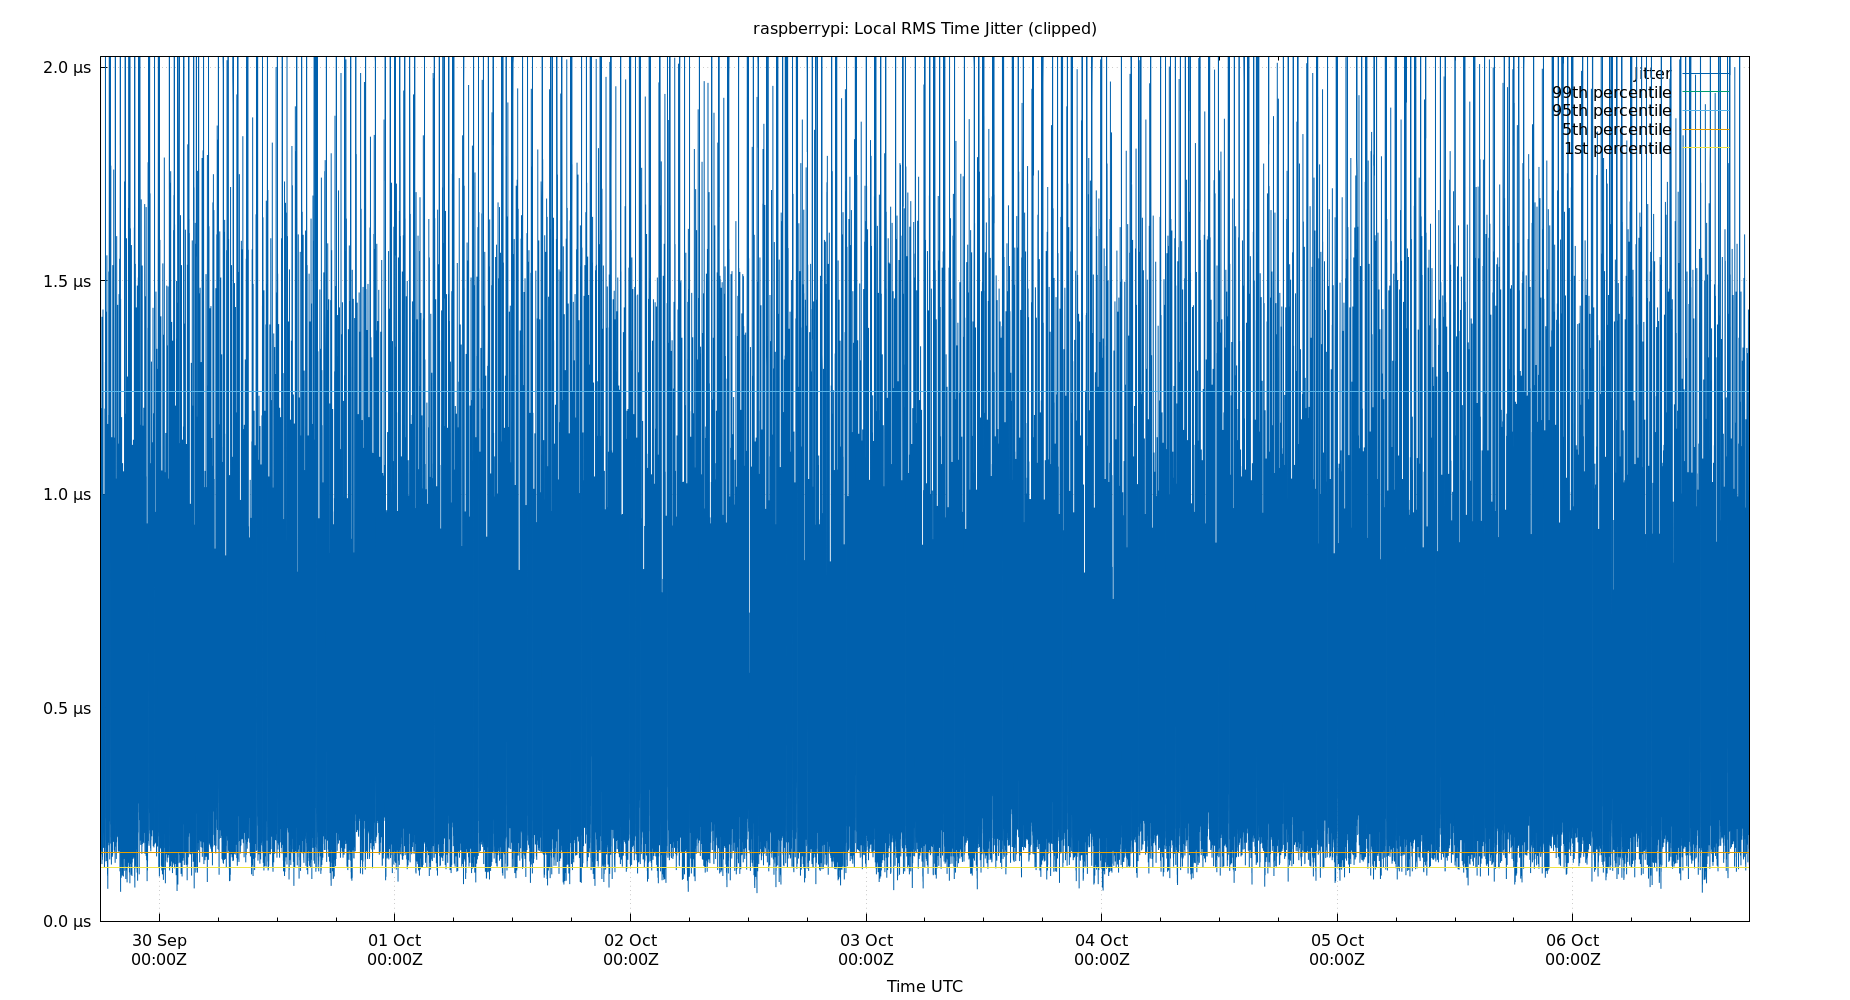 raspberrypi: Local RMS Time Jitter (clipped)
2.0 µs
1.5 µs
1.0 µs
0.5 µs
0.0 µs
jitter
99th percentile
95th percentile
5th percentile
1st percentile
30 Sep 01 Oct 02 Oct 03 Oct 04 Oct 05 Oct 06 Oct
00:00Z 00:00Z 00:00Z 00:00Z 00:00Z 00:00Z 00:00Z
Time UTC